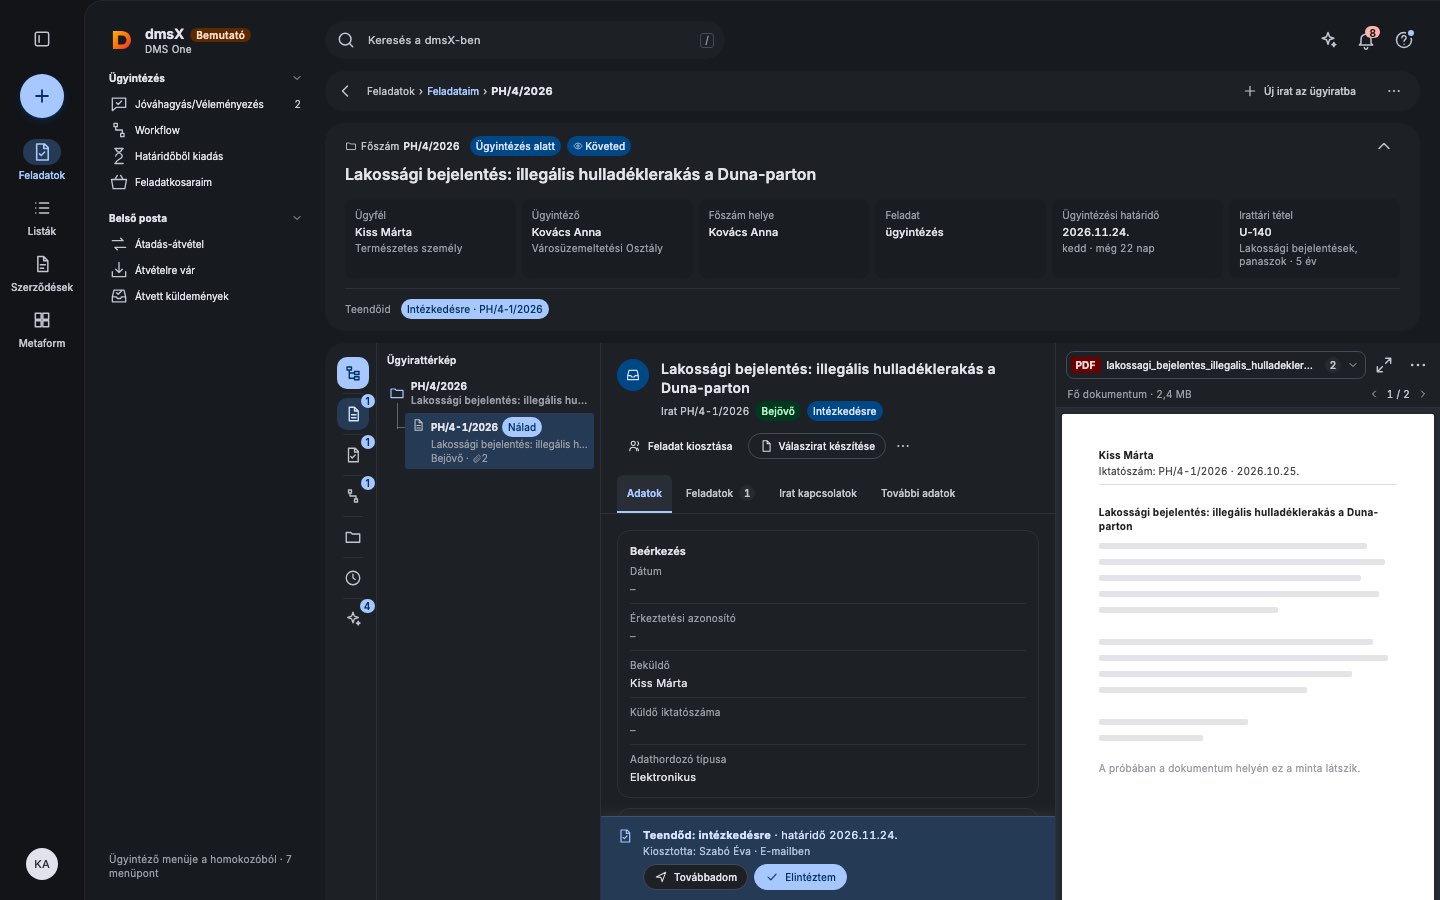 dmsX Bemutató
DMS One
Keresés a dmsX-ben
/
8
Feladatok
Listák
Szerződések
Metaform
KA
Ügyintézés
Jóváhagyás/Véleményezés 2
Workflow
Határidőből kiadás
Feladatkosaraim
Belső posta
Átadás-átvétel
Átvételre vár
Átvett küldemények
Ügyintéző menüje a homokozóból · 7
menüpont
Feladatok › Feladataim › PH/4/2026
Új irat az ügyiratba
Főszám PH/4/2026 Ügyintézés alatt Követed
Lakossági bejelentés: illegális hulladéklerakás a Duna-parton
Ügyfél
Kiss Márta
Természetes személy
Ügyintéző
Kovács Anna
Városüzemeltetési Osztály
Főszám helye
Kovács Anna
Feladat
ügyintézés
Ügyintézési határidő
2026.11.24.
kedd · még 22 nap
Irattári tétel
U-140
Lakossági bejelentések,
panaszok · 5 év
Teendőid Intézkedésre · PH/4-1/2026
1
1
1
4
Ügyirattérkép
PH/4/2026
Lakossági bejelentés: illegális hu...
PH/4-1/2026 Nálad
Lakossági bejelentés: illegális h...
Bejövő · 2
Lakossági bejelentés: illegális hulladéklerakás a
Duna-parton
Irat PH/4-1/2026 Bejövő Intézkedésre
Feladat kiosztása Válaszirat készítése
Adatok Feladatok 1 Irat kapcsolatok További adatok
Beérkezés
Dátum
–
Érkeztetési azonosító
–
Beküldő
Kiss Márta
Küldő iktatószáma
–
Adathordozó típusa
Elektronikus
Teendőd: intézkedésre · határidő 2026.11.24.
Kiosztotta: Szabó Éva · E-mailben
Továbbadom Elintéztem
PDF lakossagi_bejelentes_illegalis_hulladekler... 2
Fő dokumentum · 2,4 MB 1 / 2
Kiss Márta
Iktatószám: PH/4-1/2026 · 2026.10.25.
Lakossági bejelentés: illegális hulladéklerakás a Duna-
parton
A próbában a dokumentum helyén ez a minta látszik.